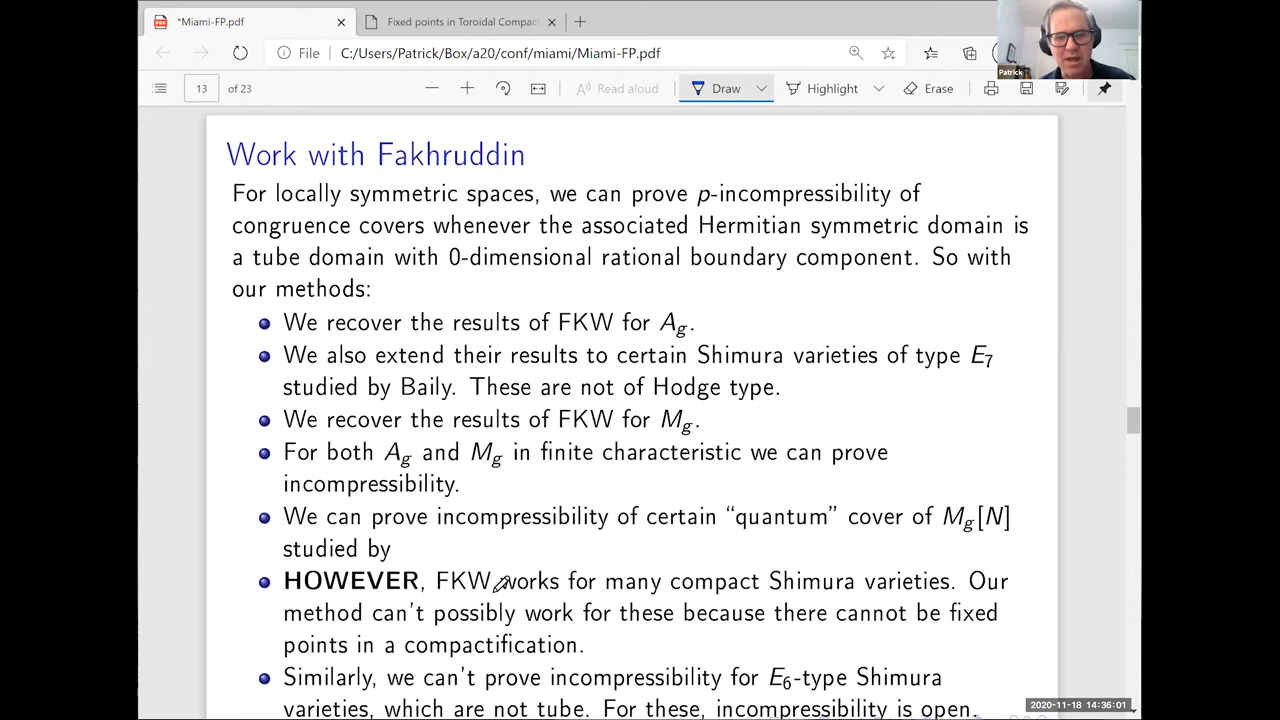 *Miami-FP.pdf
Fixed points in Toroidal Compac
File C:/Users/Patrick/Box/a20/conf/miami/Miami-FP.pdf
Patrick
13 of 23
Read aloud
Draw
Highlight
Erase
Work with Fakhruddin
For locally symmetric spaces, we can prove p-incompressibility of
congruence covers whenever the associated Hermitian symmetric domain is
a tube domain with 0-dimensional rational boundary component. So with
our methods:
We recover the results of FKW for A_g.
We also extend their results to certain Shimura varieties of type E_7
studied by Baily. These are not of Hodge type.
We recover the results of FKW for M_g.
For both A_g and M_g in finite characteristic we can prove
incompressibility.
We can prove incompressibility of certain “quantum” cover of M_g[N]
studied by
HOWEVER, FKW works for many compact Shimura varieties. Our
method can't possibly work for these because there cannot be fixed
points in a compactification.
Similarly, we can't prove incompressibility for E_6-type Shimura
varieties, which are not tube. For these, incompressibility is open.
2020-11-18 14:36:01